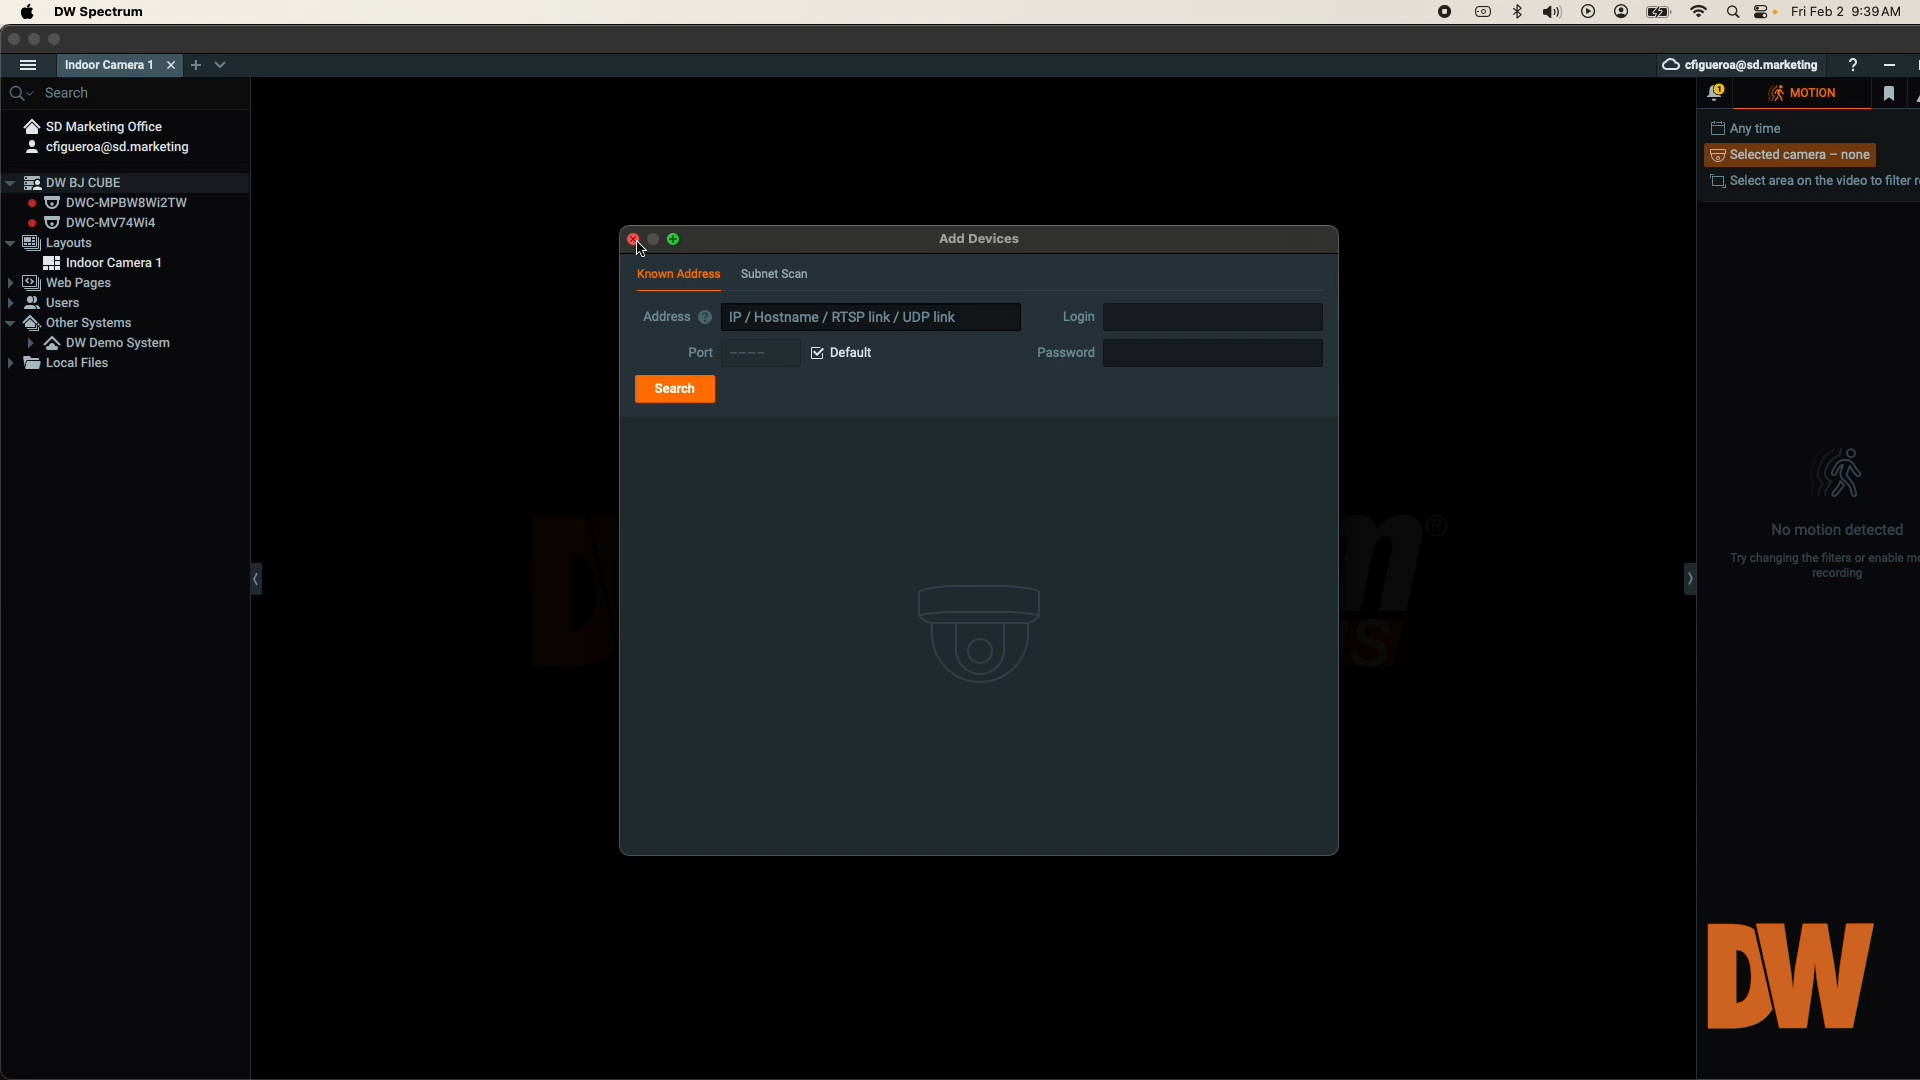 DW Spectrum
Fri Feb 2 9:39 AM
Indoor Camera 1
cfigueroa@sd.marketing
?
Search
1
MOTION
SD Marketing Office
cfigueroa@sd.marketing
Any time
Selected camera – none
Select area on the video to filter r
DW BJ CUBE
DWC-MPBW8Wi2TW
DWC-MV74Wi4
Layouts
Indoor Camera 1
Web Pages
Users
Other Systems
DW Demo System
Local Files
Add Devices
Known Address
Subnet Scan
Address ?
IP / Hostname / RTSP link / UDP link
Login
Port
----
Default
Password
Search
No motion detected
Try changing the filters or enable mo
recording
DW